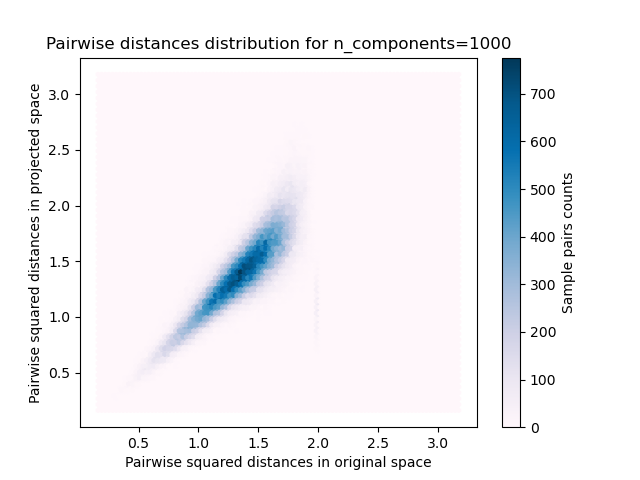 Pairwise distances distribution for n_components=1000
Pairwise squared distances in projected space
3.0
2.5
2.0
1.5
1.0
0.5
0.5 1.0 1.5 2.0 2.5 3.0
Pairwise squared distances in original space
700
600
500
400
300
200
100
0
Sample pairs counts